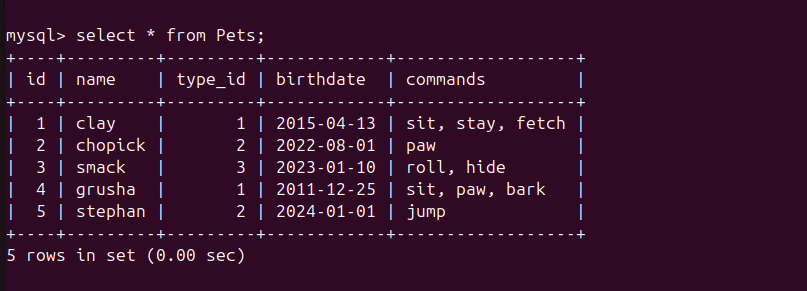 mysql> select * from Pets;
+----+---------+---------+------------+------------------+
| id | name    | type_id | birthdate  | commands         |
+----+---------+---------+------------+------------------+
|  1 | clay    |       1 | 2015-04-13 | sit, stay, fetch |
|  2 | chopick |       2 | 2022-08-01 | paw              |
|  3 | smack   |       3 | 2023-01-10 | roll, hide       |
|  4 | grusha  |       1 | 2011-12-25 | sit, paw, bark   |
|  5 | stephan |       2 | 2024-01-01 | jump             |
+----+---------+---------+------------+------------------+
5 rows in set (0.00 sec)